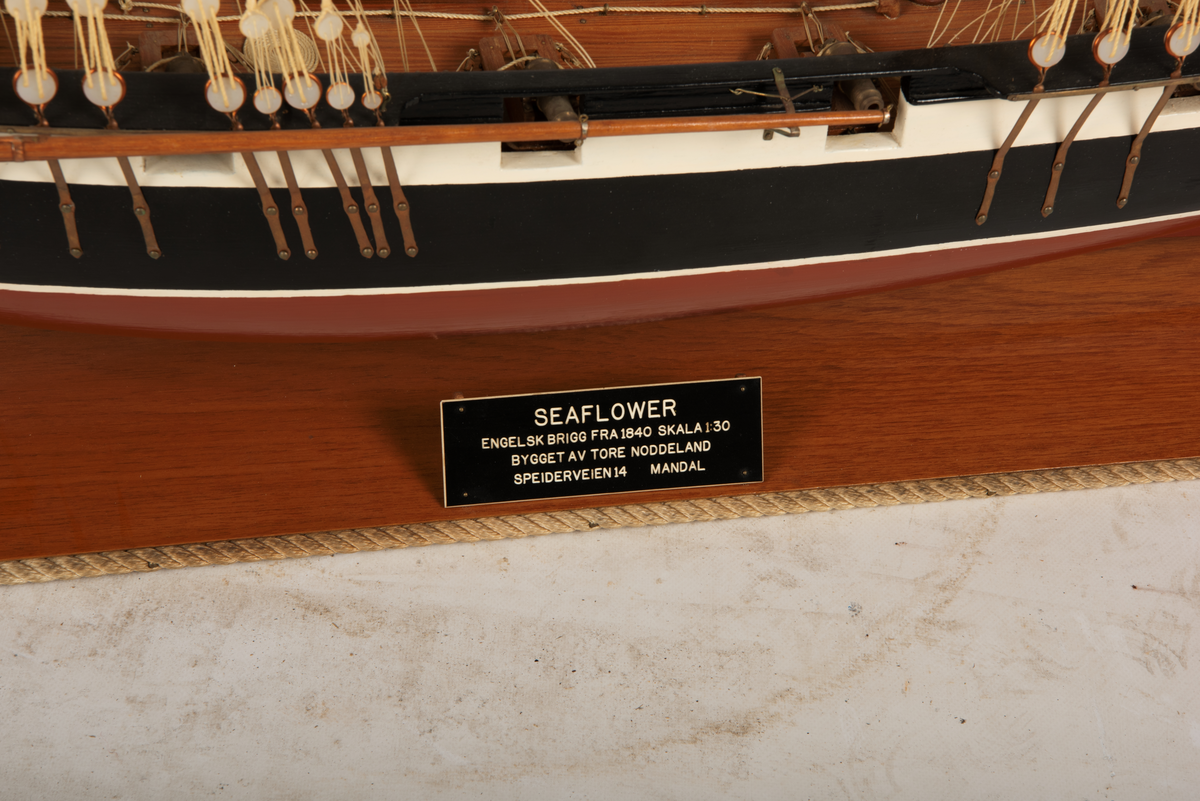 SEAFLOWER
ENGELSK BRIGG FRA 1840 SKALA 1:30
BYGGET AV TORE NODDELAND
SPEIDERVEIEN 14 MANDAL